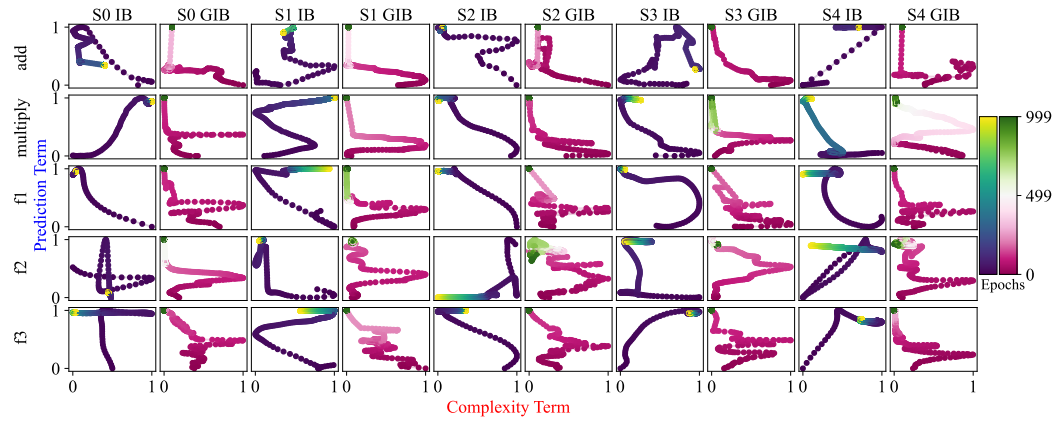 S0 IB S0 GIB S1 IB S1 GIB S2 IB S2 GIB S3 IB S3 GIB S4 IB S4 GIB
1
0
add
1
0
multiply
1
0
f1
1
0
f2
1
0
f3
Prediction Term
0 1 0 1 0 1 0 1 0 1 0 1 0 1 0 1 0 1 0 1
Complexity Term
999
499
0
Epochs